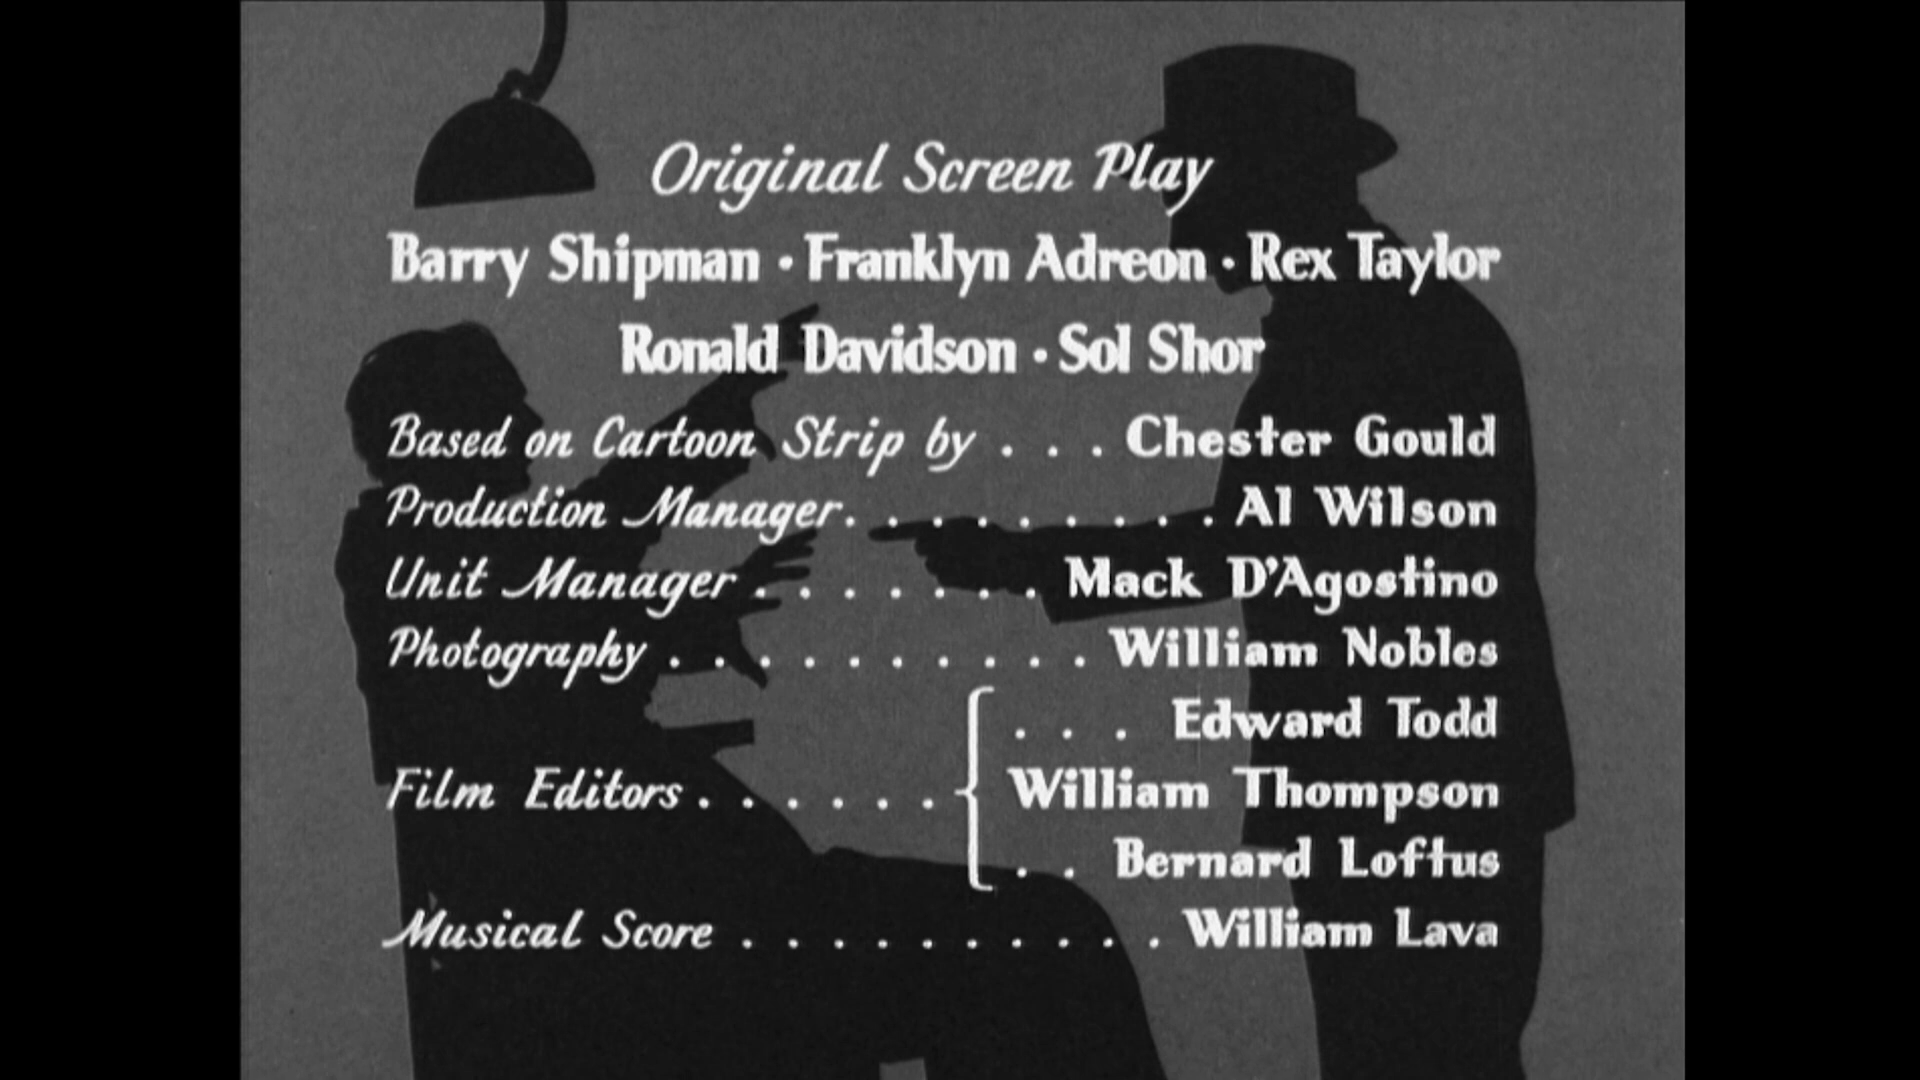 Original Screen Play
Barry Shipman · Franklyn Adreon · Rex Taylor
Ronald Davidson · Sol Shor
Based on Cartoon Strip by . . . Chester Gould
Production Manager. . . . . . . . . Al Wilson
Unit Manager . . . . . . . Mack D'Agostino
Photography . . . . . . . . . . William Nobles
. . . Edward Todd
Film Editors . . . . . . William Thompson
. . Bernard Loftus
Musical Score . . . . . . . . . . William Lava